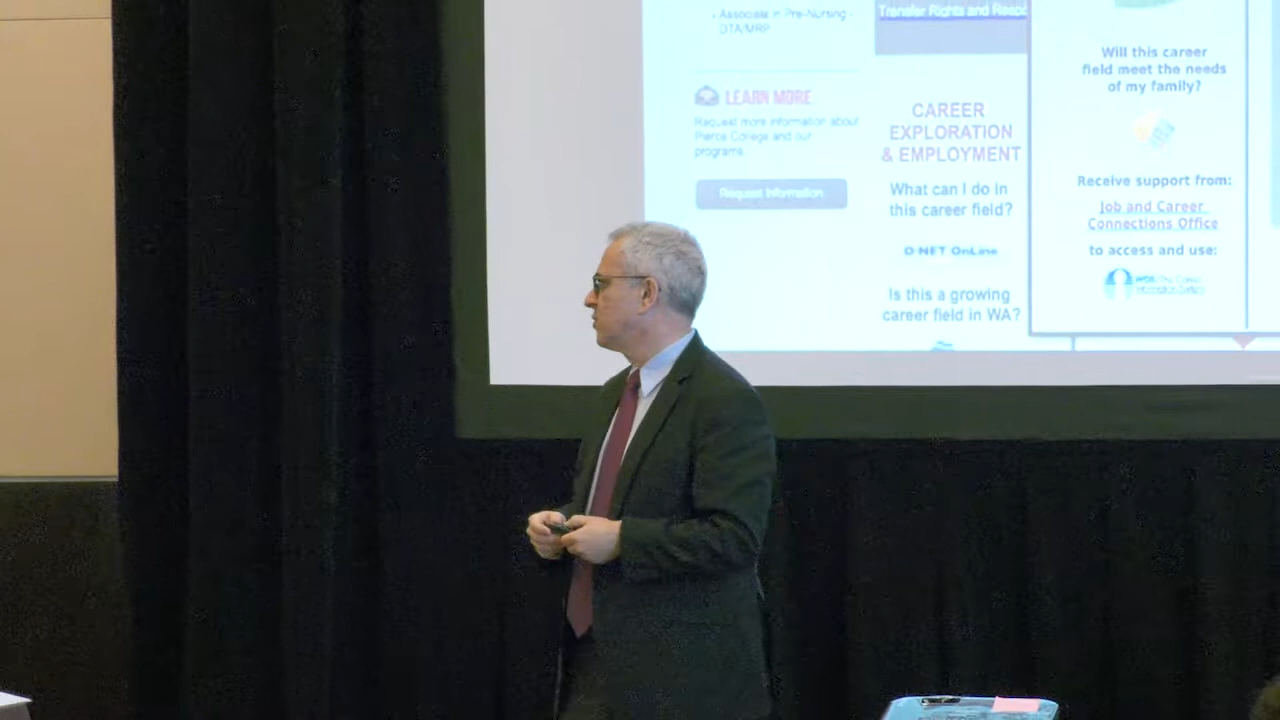 • Associate in Pre-Nursing -
DTA/MRP
LEARN MORE
Request more information about
Pierce College and our
programs.
Request Information
Transfer Rights and Resp
CAREER
EXPLORATION
& EMPLOYMENT
What can I do in
this career field?
O·NET OnLine
Is this a growing
career field in WA?
Will this career
field meet the needs
of my family?
Receive support from:
Job and Career
Connections Office
to access and use: